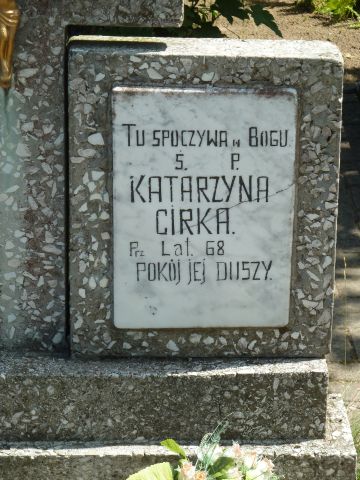 TU SPOCZYWA W BOGU
Ś. P.
KATARZYNA
CIRKA.
Prz Lat. 68
POKÓJ JEJ DUSZY.